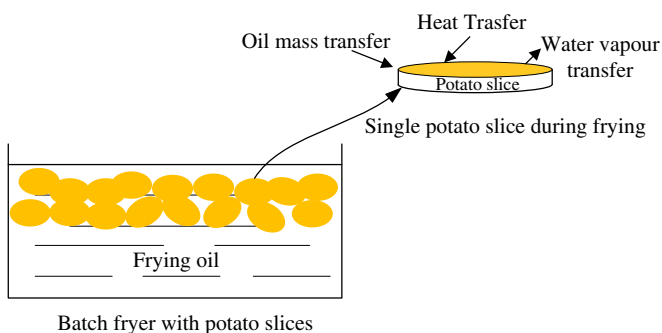 Heat Trasfer
Oil mass transfer
Water vapour
transfer
Potato slice
Single potato slice during frying
Frying oil
Batch fryer with potato slices